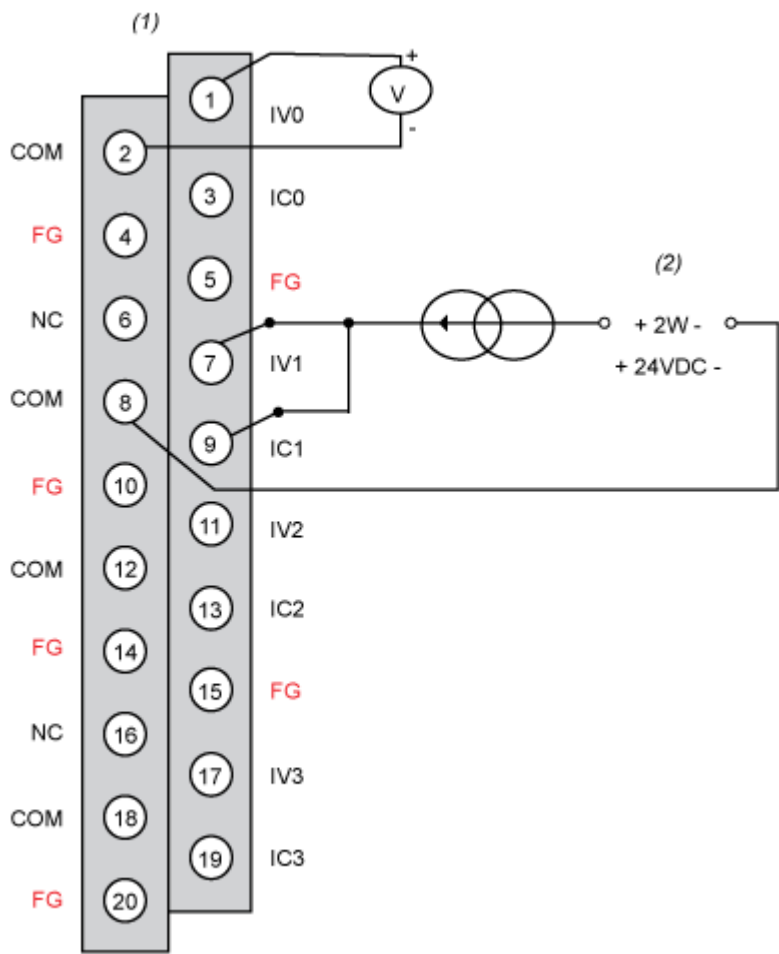 (1)
1
+
V
-
IV0
COM
2
3
IC0
FG
4
5
FG
(2)
NC
6
+ 2W -
7
IV1
+ 24VDC -
COM
8
9
IC1
FG
10
11
IV2
COM
12
13
IC2
FG
14
15
FG
NC
16
17
IV3
COM
18
19
IC3
FG
20